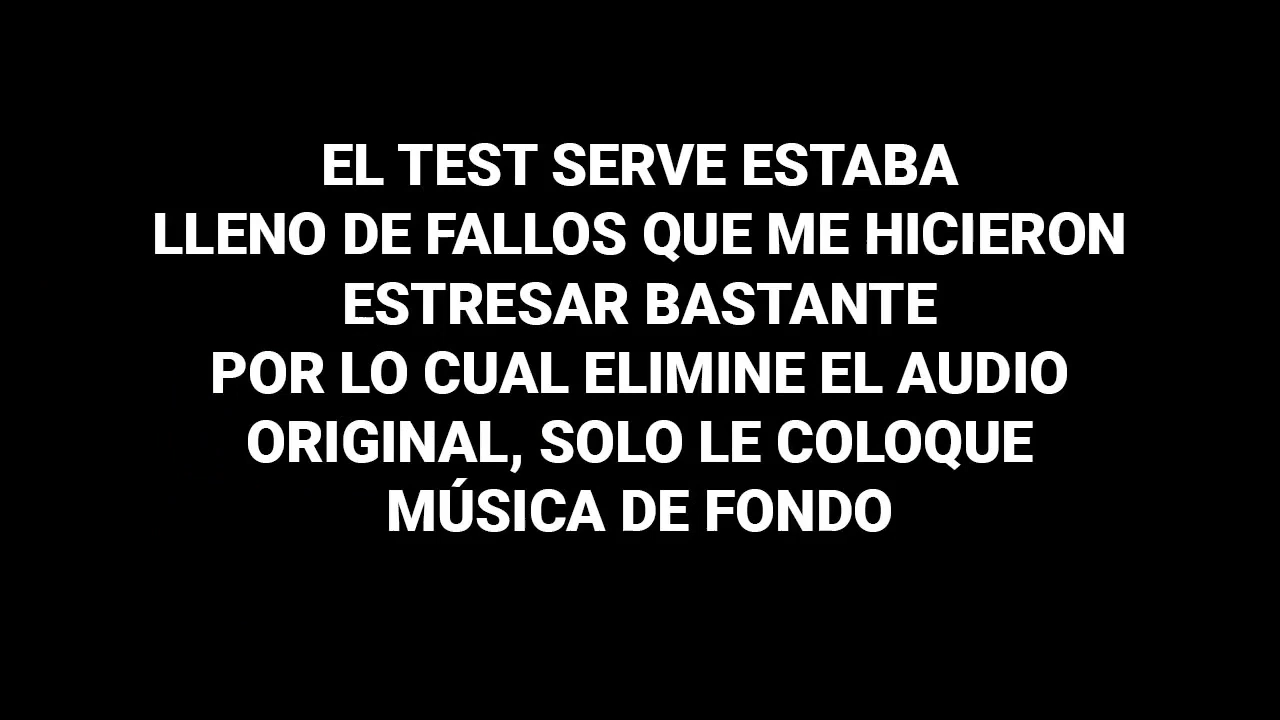 EL TEST SERVE ESTABA
LLENO DE FALLOS QUE ME HICIERON
ESTRESAR BASTANTE
POR LO CUAL ELIMINE EL AUDIO
ORIGINAL, SOLO LE COLOQUE
MÚSICA DE FONDO